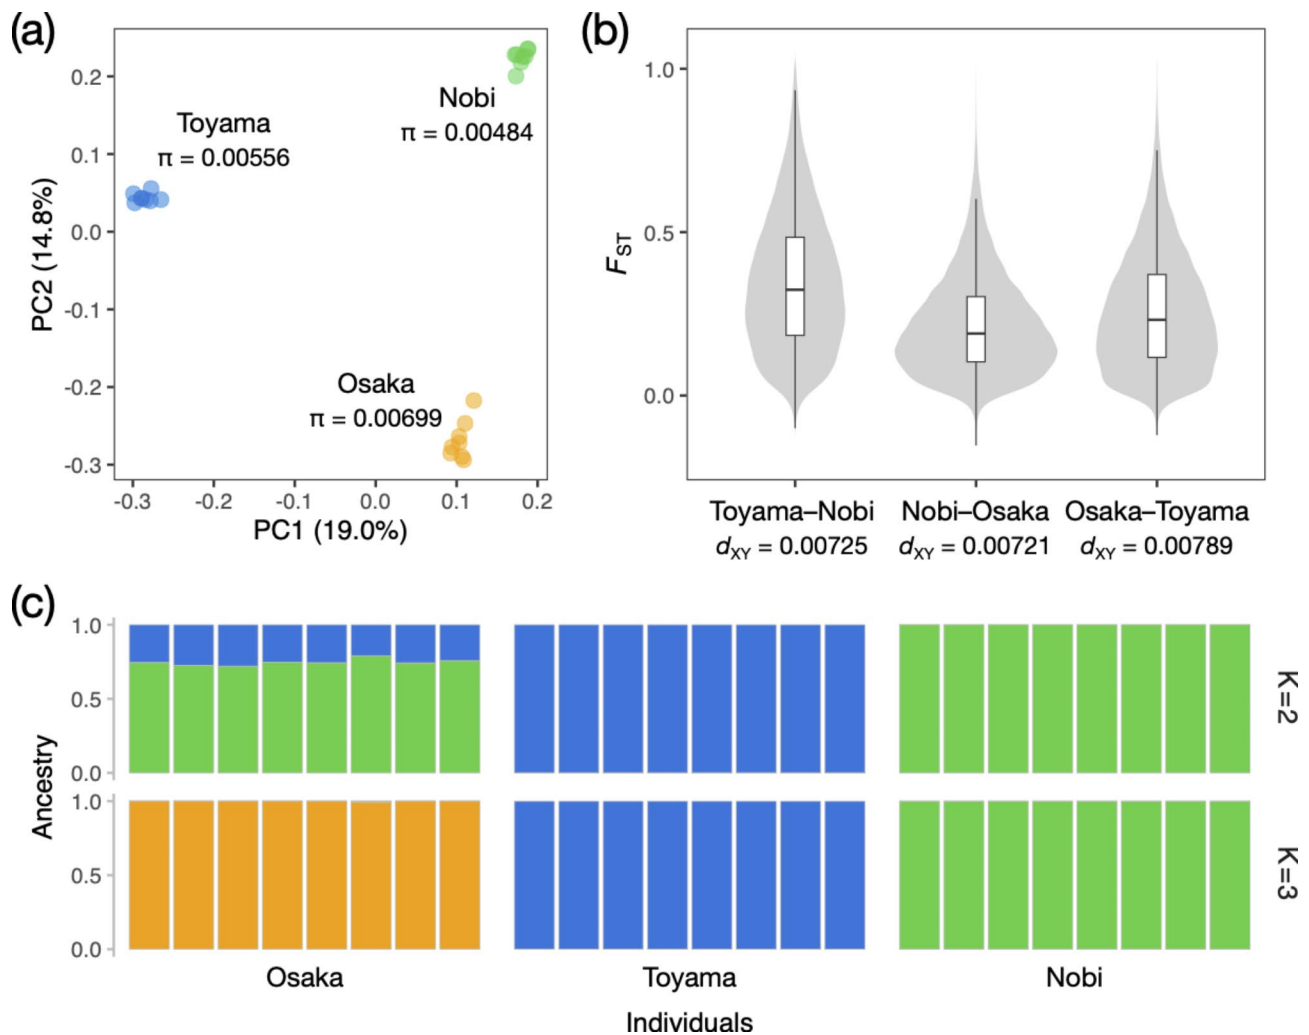 (a)
0.2
0.1
0.0
-0.1
-0.2
-0.3
PC2 (14.8%)
Toyama
π = 0.00556
Nobi
π = 0.00484
Osaka
π = 0.00699
-0.3 -0.2 -0.1 0.0 0.1 0.2
PC1 (19.0%)
(b)
1.0
0.5
0.0
FST
Toyama–Nobi Nobi–Osaka Osaka–Toyama
dXY = 0.00725 dXY = 0.00721 dXY = 0.00789
(c)
1.0
0.5
0.0
K=2
Ancestry
1.0
0.5
0.0
K=3
Osaka Toyama Nobi
Individuals